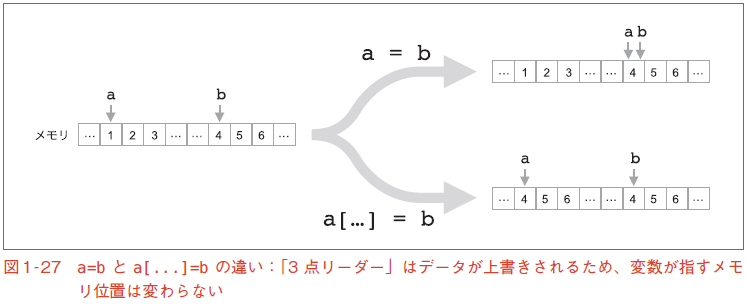 a = b
a b
… 1 2 3 … … 4 5 6 …
a b
メモリ … 1 2 3 … … 4 5 6 …
a b
… 4 5 6 … … 4 5 6 …
a[…] = b
図1-27 a=b と a[...]=b の違い：「3 点リーダー」はデータが上書きされるため、変数が指すメモ
リ位置は変わらない